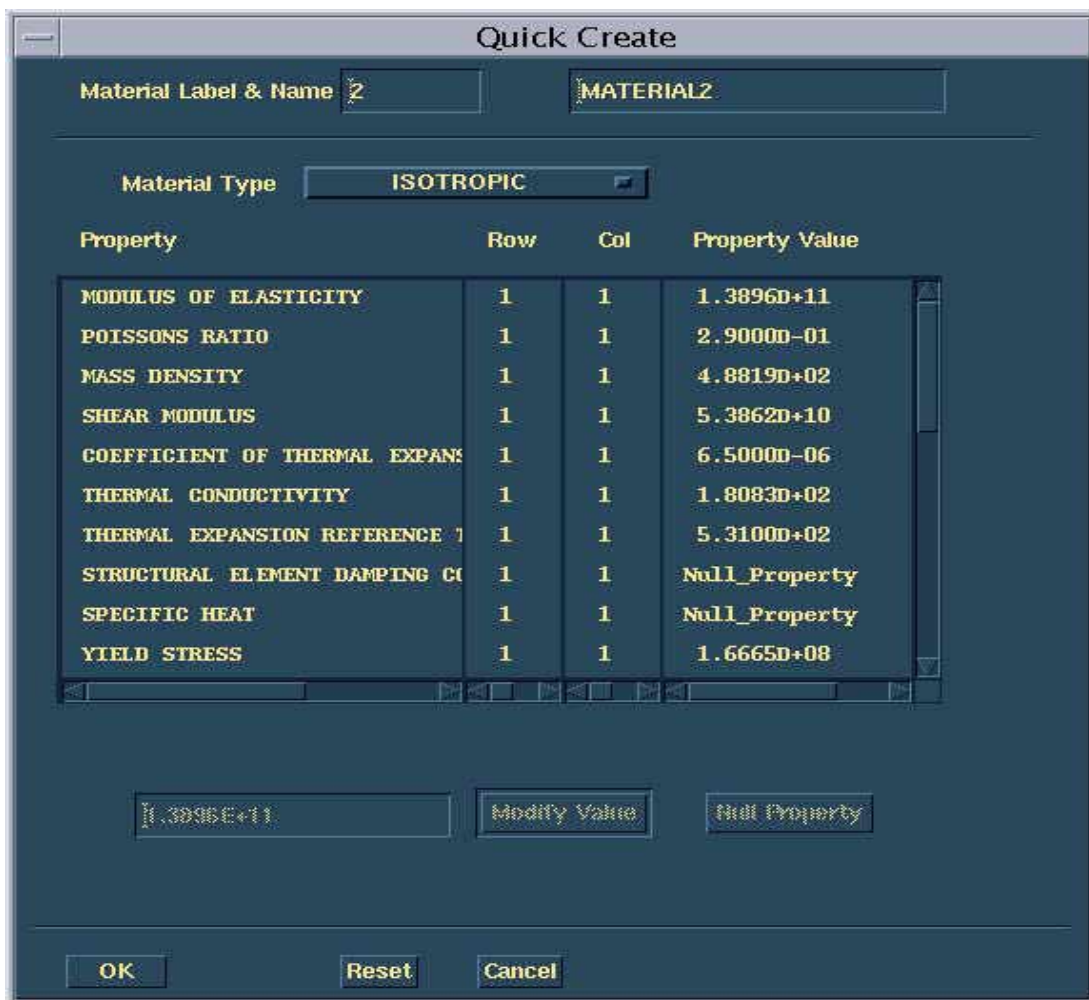 Quick Create
Material Label & Name 2 MATERIAL2
Material Type ISOTROPIC
Property Row Col Property Value
MODULUS OF ELASTICITY 1 1 1.3896D+11
POISSONS RATIO 1 1 2.9000D-01
MASS DENSITY 1 1 4.8819D+02
SHEAR MODULUS 1 1 5.3862D+10
COEFFICIENT OF THERMAL EXPANS 1 1 6.5000D-06
THERMAL CONDUCTIVITY 1 1 1.8083D+02
THERMAL EXPANSION REFERENCE T 1 1 5.3100D+02
STRUCTURAL ELEMENT DAMPING CO 1 1 Null_Property
SPECIFIC HEAT 1 1 Null_Property
YIELD STRESS 1 1 1.6665D+08
1.3896E+11 Modify Value Null Property
OK Reset Cancel